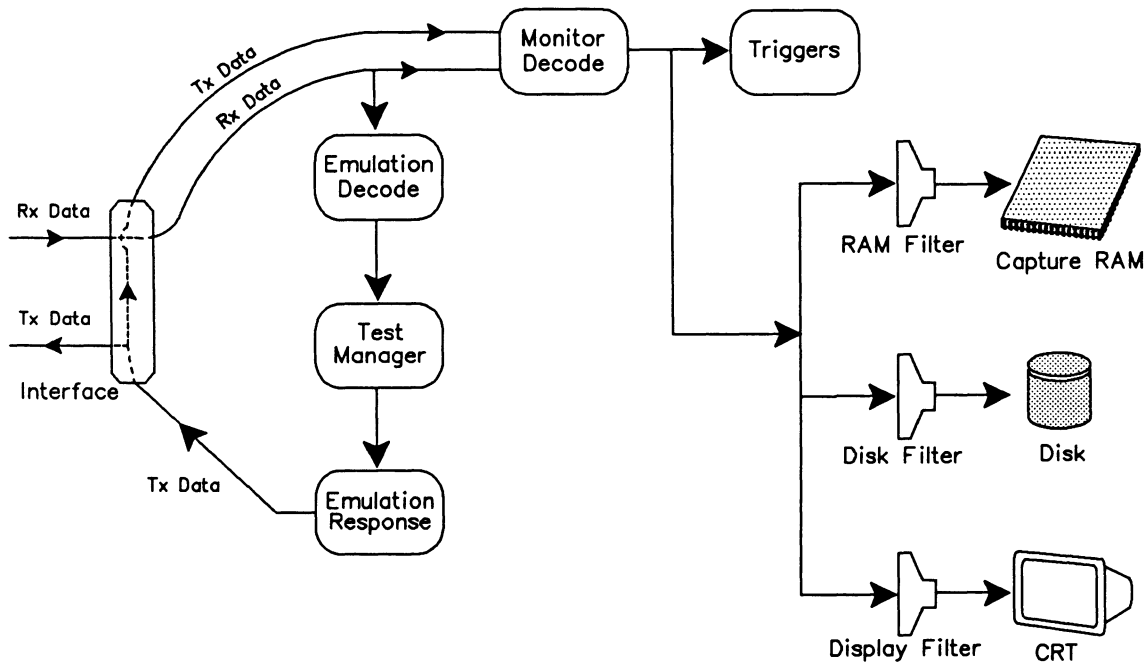 Tx Data
Rx Data
Monitor
Decode
Triggers
Emulation
Decode
Rx Data
Tx Data
Interface
Test
Manager
Tx Data
Emulation
Response
RAM Filter
Capture RAM
Disk Filter
Disk
Display Filter
CRT